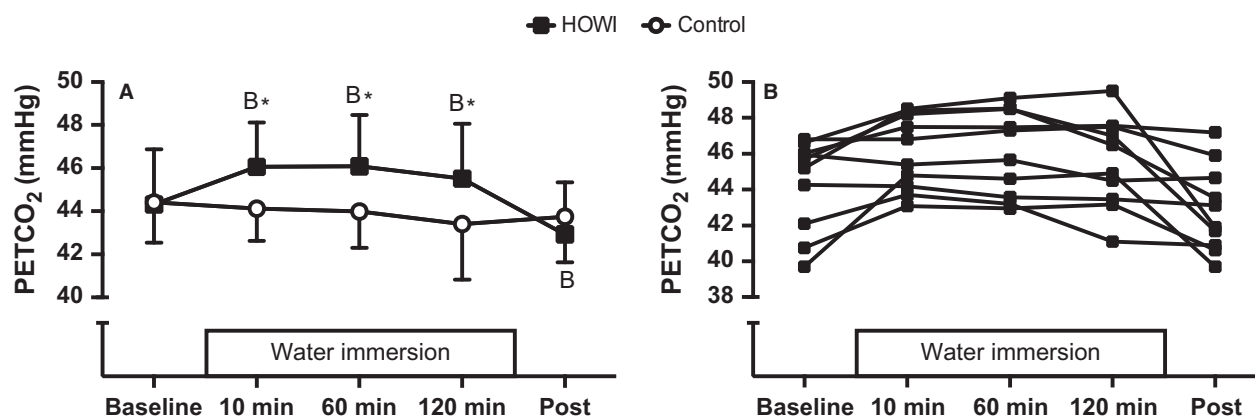 HOWI Control
A
PETCO₂ (mmHg)
50
48
46
44
42
40
B*
B*
B*
B
Water immersion
Baseline 10 min 60 min 120 min Post
B
PETCO₂ (mmHg)
50
48
46
44
42
40
38
Water immersion
Baseline 10 min 60 min 120 min Post